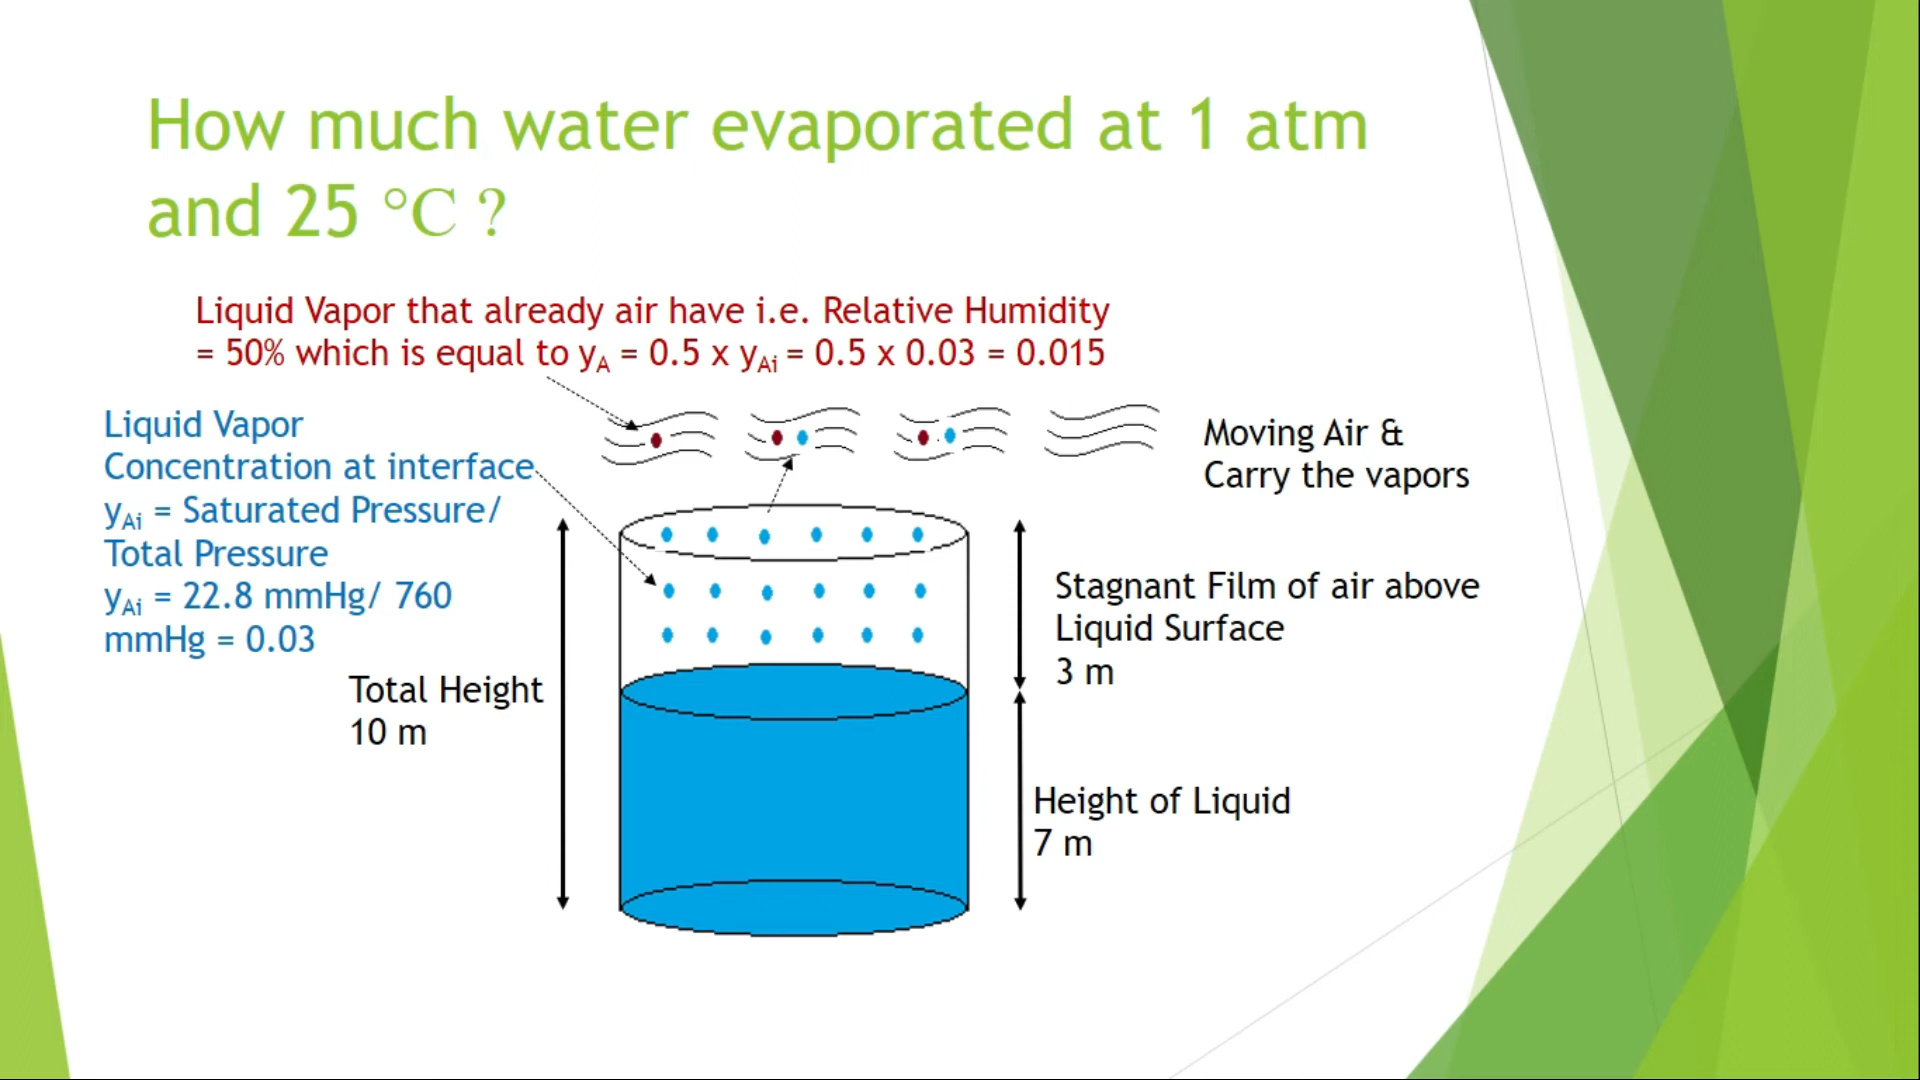 How much water evaporated at 1 atm
and 25 °C ?
Liquid Vapor that already air have i.e. Relative Humidity
= 50% which is equal to yAi = 0.5 x yAi = 0.5 x 0.03 = 0.015
Liquid Vapor
Concentration at interface
yAi = Saturated Pressure/
Total Pressure
yAi = 22.8 mmHg/ 760
mmHg = 0.03
Moving Air &
Carry the vapors
Stagnant Film of air above
Liquid Surface
3 m
Total Height
10 m
Height of Liquid
7 m